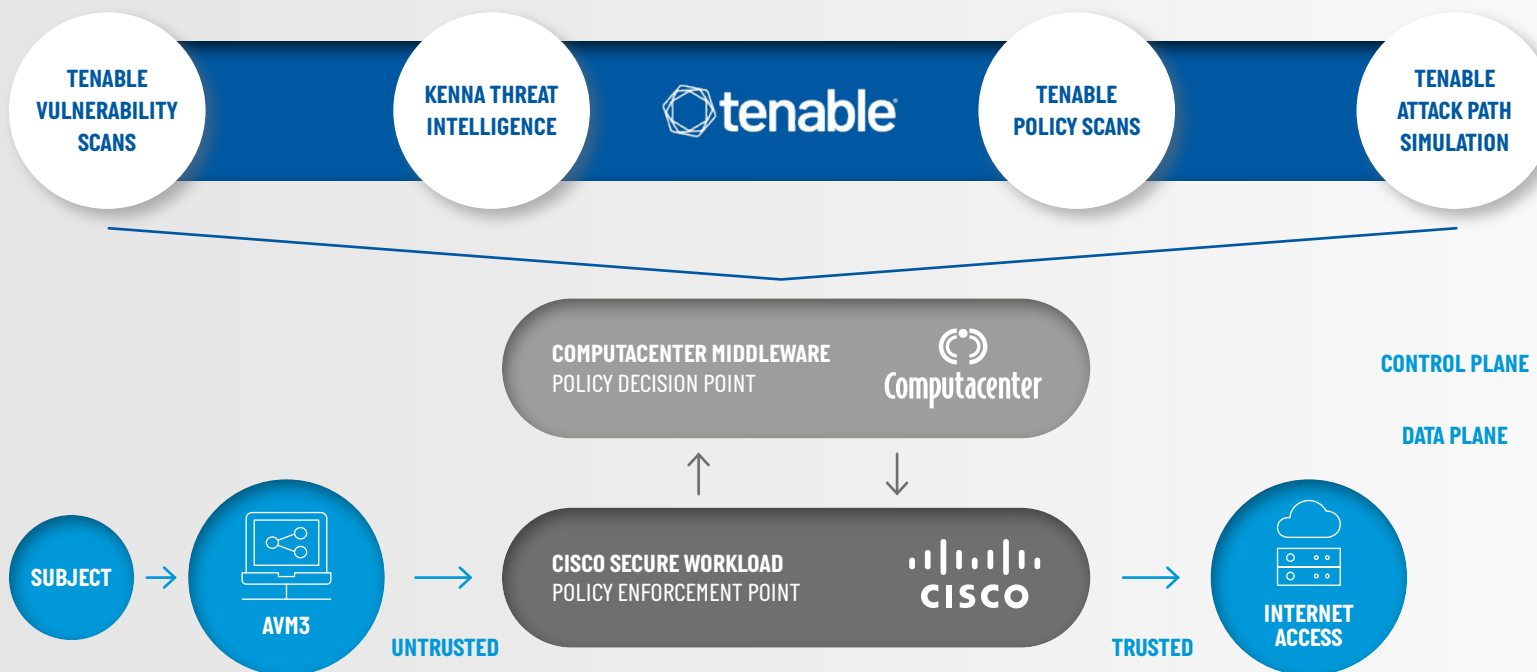 TENABLE
VULNERABILITY
SCANS
KENNA THREAT
INTELLIGENCE
tenable
TENABLE
POLICY SCANS
TENABLE
ATTACK PATH
SIMULATION
COMPUTACENTER MIDDLEWARE
POLICY DECISION POINT
Computacenter
CONTROL PLANE
DATA PLANE
SUBJECT
AVM3
UNTRUSTED
CISCO SECURE WORKLOAD
POLICY ENFORCEMENT POINT
CISCO
TRUSTED
INTERNET
ACCESS